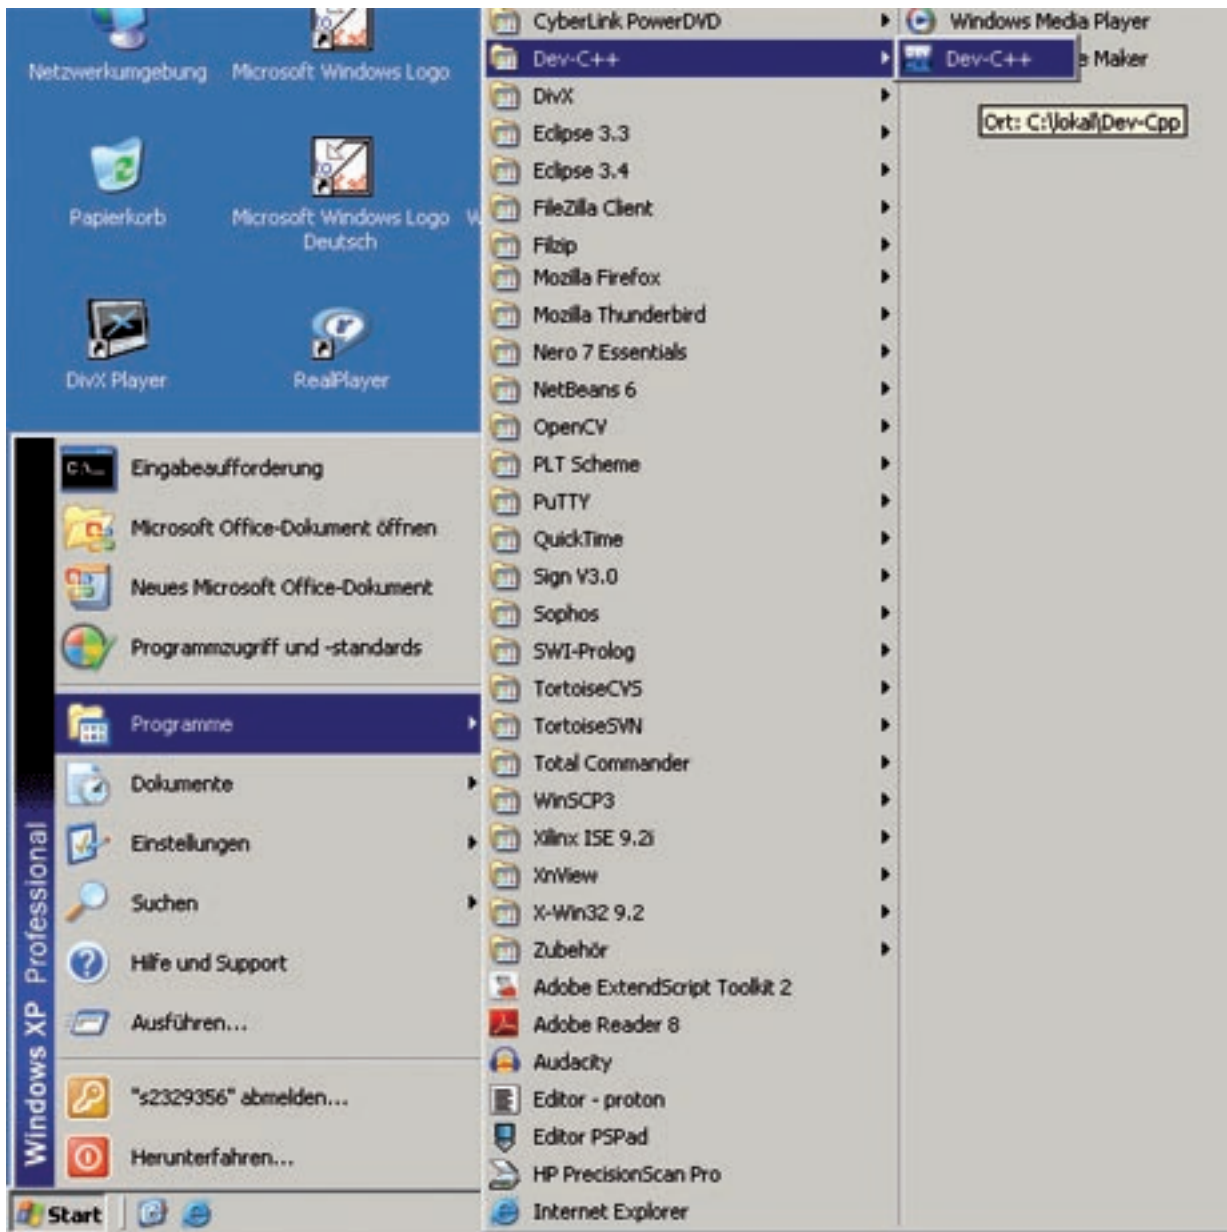 Netzwerkumgebung
Microsoft Windows Logo
Papierkorb
Microsoft Windows Logo
Deutsch
W
DivX Player
RealPlayer
C:\
Eingabeaufforderung
Microsoft Office-Dokument öffnen
Neues Microsoft Office-Dokument
Programmzugriff und -standards
Programme
Dokumente
Einstellungen
Suchen
Hilfe und Support
Ausführen...
"s2329356" abmelden...
Herunterfahren...
Windows XP Professional
Start
CyberLink PowerDVD
Dev-C++
DivX
Eclipse 3.3
Eclipse 3.4
FileZilla Client
Filzip
Mozilla Firefox
Mozilla Thunderbird
Nero 7 Essentials
NetBeans 6
OpenCV
PLT Scheme
PuTTY
QuickTime
Sign V3.0
Sophos
SWI-Prolog
TortoiseCVS
TortoiseSVN
Total Commander
WinSCP3
Xilinx ISE 9.2i
XnView
X-Win32 9.2
Zubehör
Adobe ExtendScript Toolkit 2
Adobe Reader 8
Audacity
Editor - proton
Editor PSPad
HP PrecisionScan Pro
Internet Explorer
Windows Media Player
Maker
Dev-C++
Ort: C:\lokal\Dev-Cpp